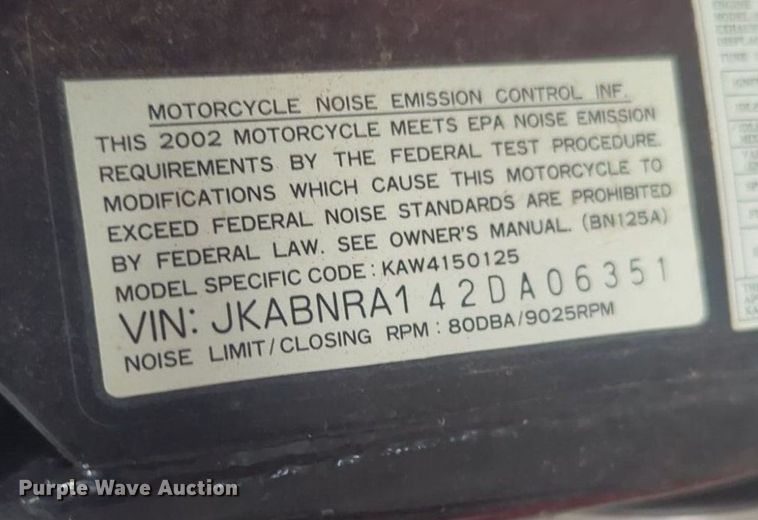 MOTORCYCLE NOISE EMISSION CONTROL INF.
THIS 2002 MOTORCYCLE MEETS EPA NOISE EMISSION
REQUIREMENTS BY THE FEDERAL TEST PROCEDURE.
MODIFICATIONS WHICH CAUSE THIS MOTORCYCLE TO
EXCEED FEDERAL NOISE STANDARDS ARE PROHIBITED
BY FEDERAL LAW. SEE OWNER'S MANUAL. (BN125A)
MODEL SPECIFIC CODE : KAW4150125
VIN: JKABNRA142DA06351
NOISE LIMIT/CLOSING RPM : 80DBA/9025RPM
Purple Wave Auction